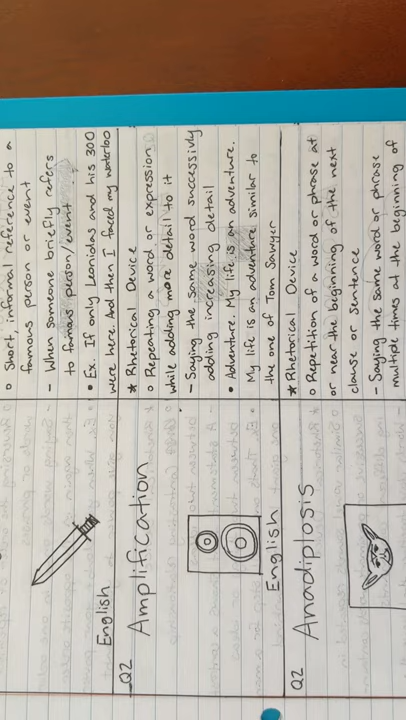 o Short, informal reference to a
famous person or event
- When someone briefly refers
to famous person/event
• Ex. If only Leonidas and his 300
were here. And then I faced my waterloo
English
Q2
Amplification
English
* Rhetorical Device
o Repeating a word or expression
while adding more detail to it
- Saying the same word successivly
adding increasing detail
• Adventure. My life is an adventure.
My life is an adventure similar to
the one of Tom Sawyer
Q2
Anadiplosis
* Rhetorical Device
o Repetition of a word or phrase at
or near the beginning of the next
clause or sentence
- Saying the same word or phrase
multiple times at the beginning of